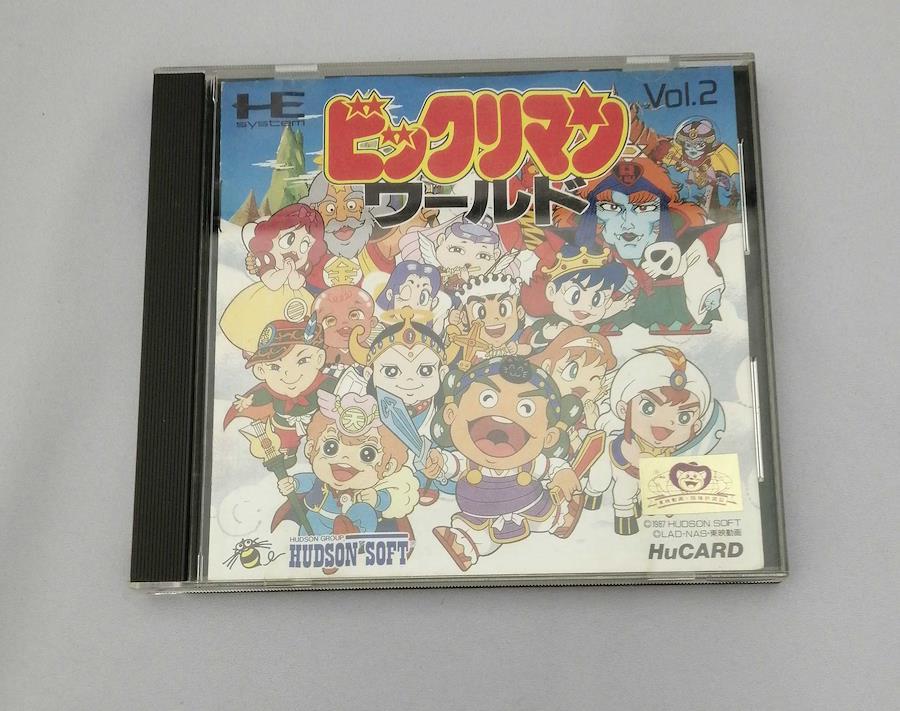 HE
system
ビックリマン
ワールド
Vol.2
金
天
HUDSON GROUP
HUDSON SOFT
©1987 HUDSON SOFT
©LAD-NAS・東映動画
HuCARD